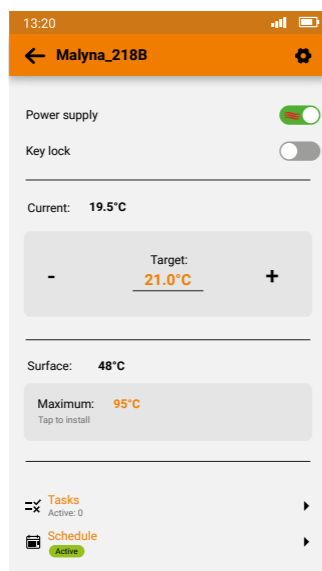 13:20
Malyna_218B
Power supply
Key lock
Current: 19.5°C
Target:
- 21.0°C +
Surface: 48°C
Maximum: 95°C
Tap to install
Tasks
Active: 0
Schedule
Active